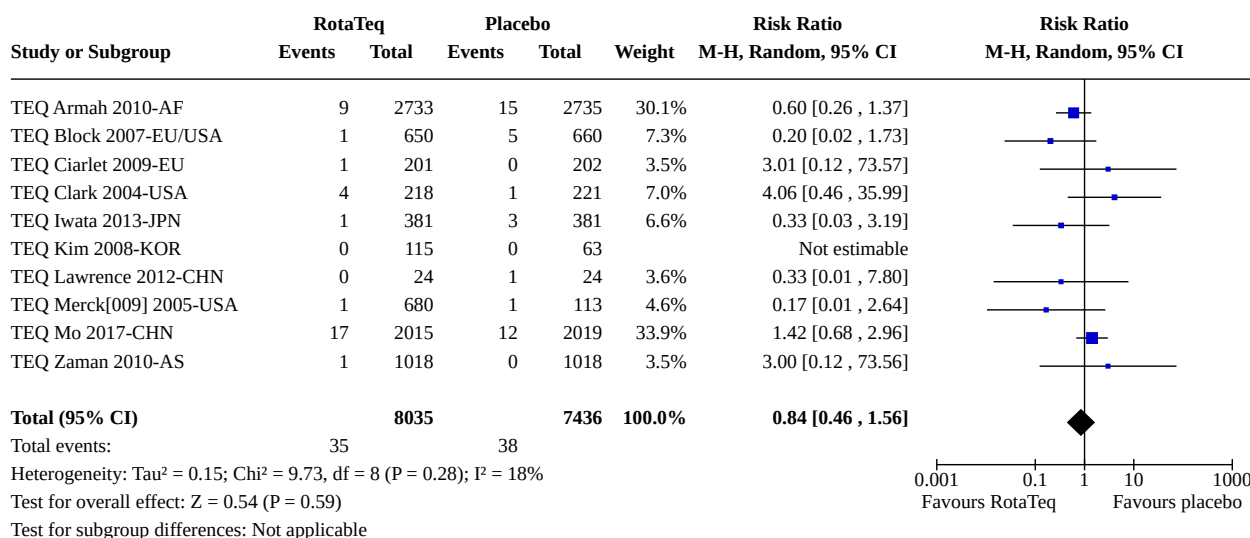 RotaTeq Placebo Risk Ratio Risk Ratio
Study or Subgroup Events Total Events Total Weight M-H, Random, 95% CI M-H, Random, 95% CI
TEQ Armah 2010-AF 9 2733 15 2735 30.1% 0.60 [0.26 , 1.37]
TEQ Block 2007-EU/USA 1 650 5 660 7.3% 0.20 [0.02 , 1.73]
TEQ Ciarlet 2009-EU 1 201 0 202 3.5% 3.01 [0.12 , 73.57]
TEQ Clark 2004-USA 4 218 1 221 7.0% 4.06 [0.46 , 35.99]
TEQ Iwata 2013-JPN 1 381 3 381 6.6% 0.33 [0.03 , 3.19]
TEQ Kim 2008-KOR 0 115 0 63 Not estimable
TEQ Lawrence 2012-CHN 0 24 1 24 3.6% 0.33 [0.01 , 7.80]
TEQ Merck[009] 2005-USA 1 680 1 113 4.6% 0.17 [0.01 , 2.64]
TEQ Mo 2017-CHN 17 2015 12 2019 33.9% 1.42 [0.68 , 2.96]
TEQ Zaman 2010-AS 1 1018 0 1018 3.5% 3.00 [0.12 , 73.56]
Total (95% CI) 8035 7436 100.0% 0.84 [0.46 , 1.56]
Total events: 35 38
Heterogeneity: Tau² = 0.15; Chi² = 9.73, df = 8 (P = 0.28); I² = 18%
0.001 0.1 1 10 1000
Test for overall effect: Z = 0.54 (P = 0.59) Favours RotaTeq Favours placebo
Test for subgroup differences: Not applicable